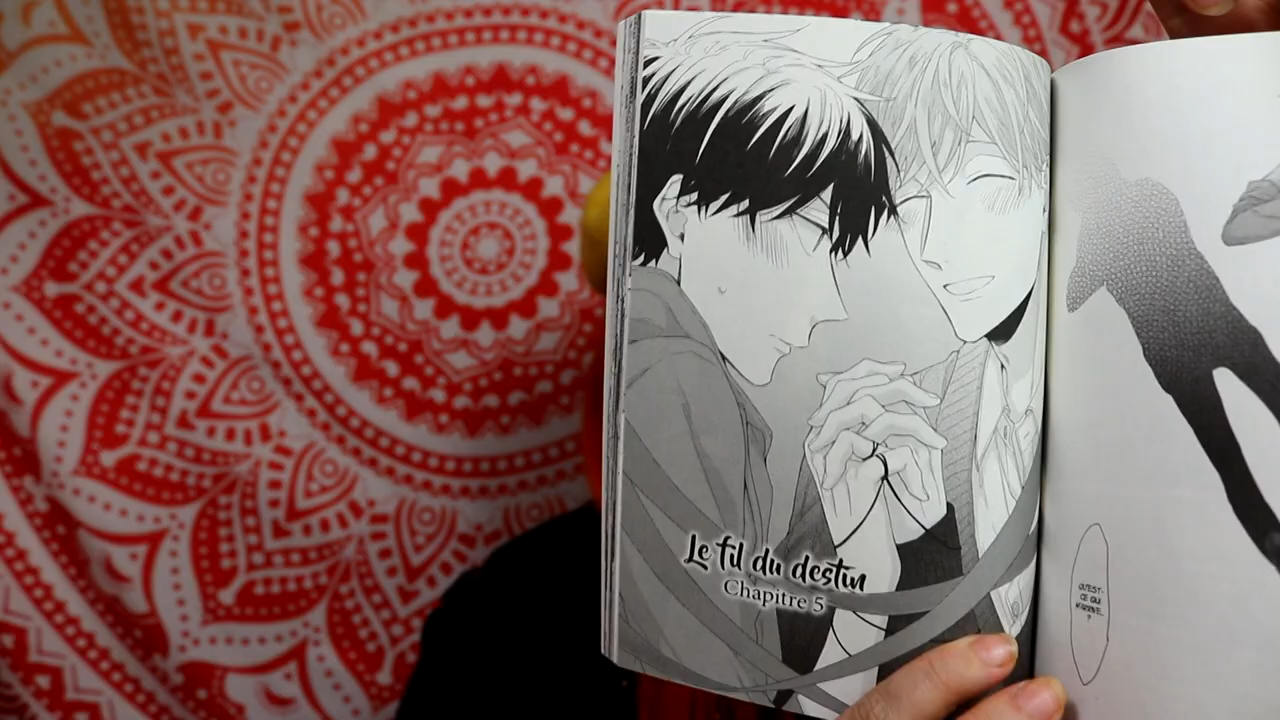 Le fil du destin
Chapitre 5
QU'EST-
CE QUI
M'ARRIVE
?